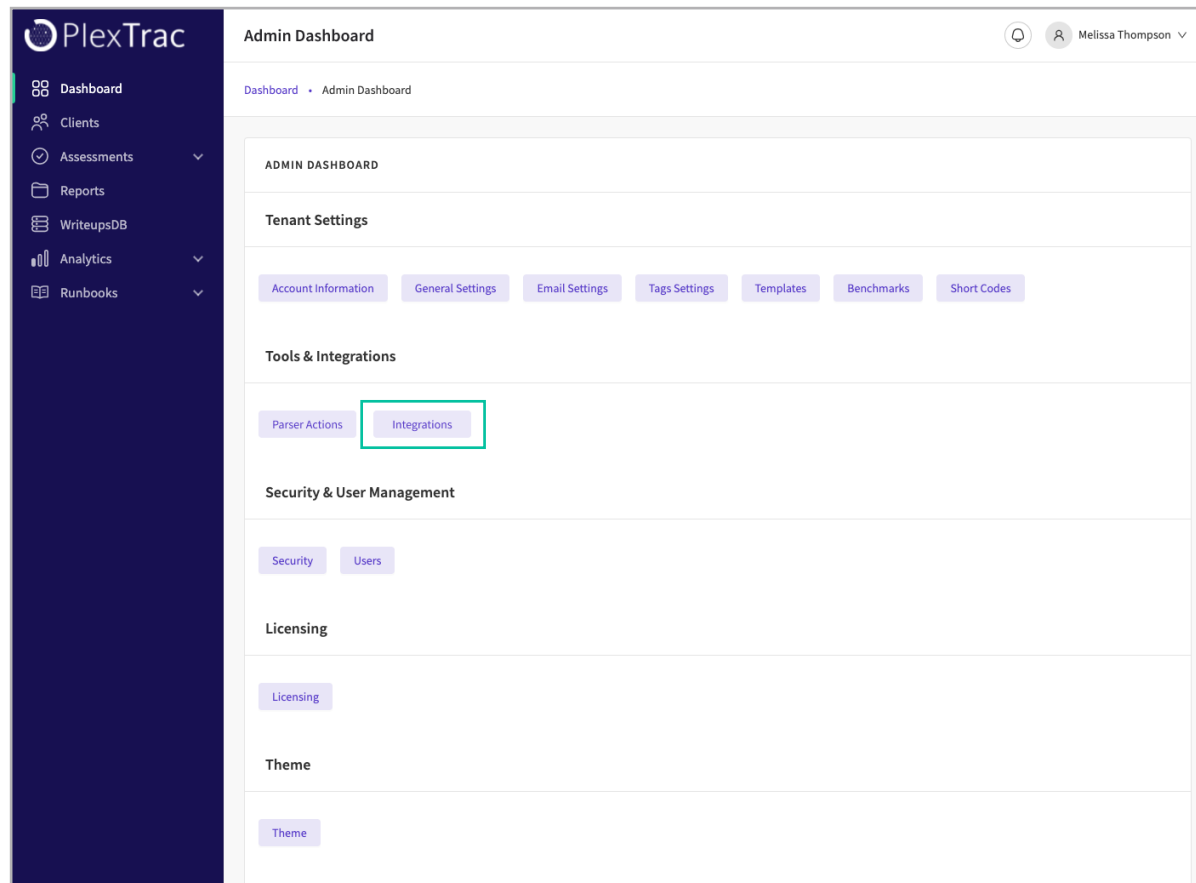 PlexTrac
Dashboard
Clients
Assessments
Reports
WriteupsDB
Analytics
Runbooks
Admin Dashboard
Melissa Thompson
Dashboard • Admin Dashboard
ADMIN DASHBOARD
Tenant Settings
Account Information General Settings Email Settings Tags Settings Templates Benchmarks Short Codes
Tools & Integrations
Parser Actions Integrations
Security & User Management
Security Users
Licensing
Licensing
Theme
Theme